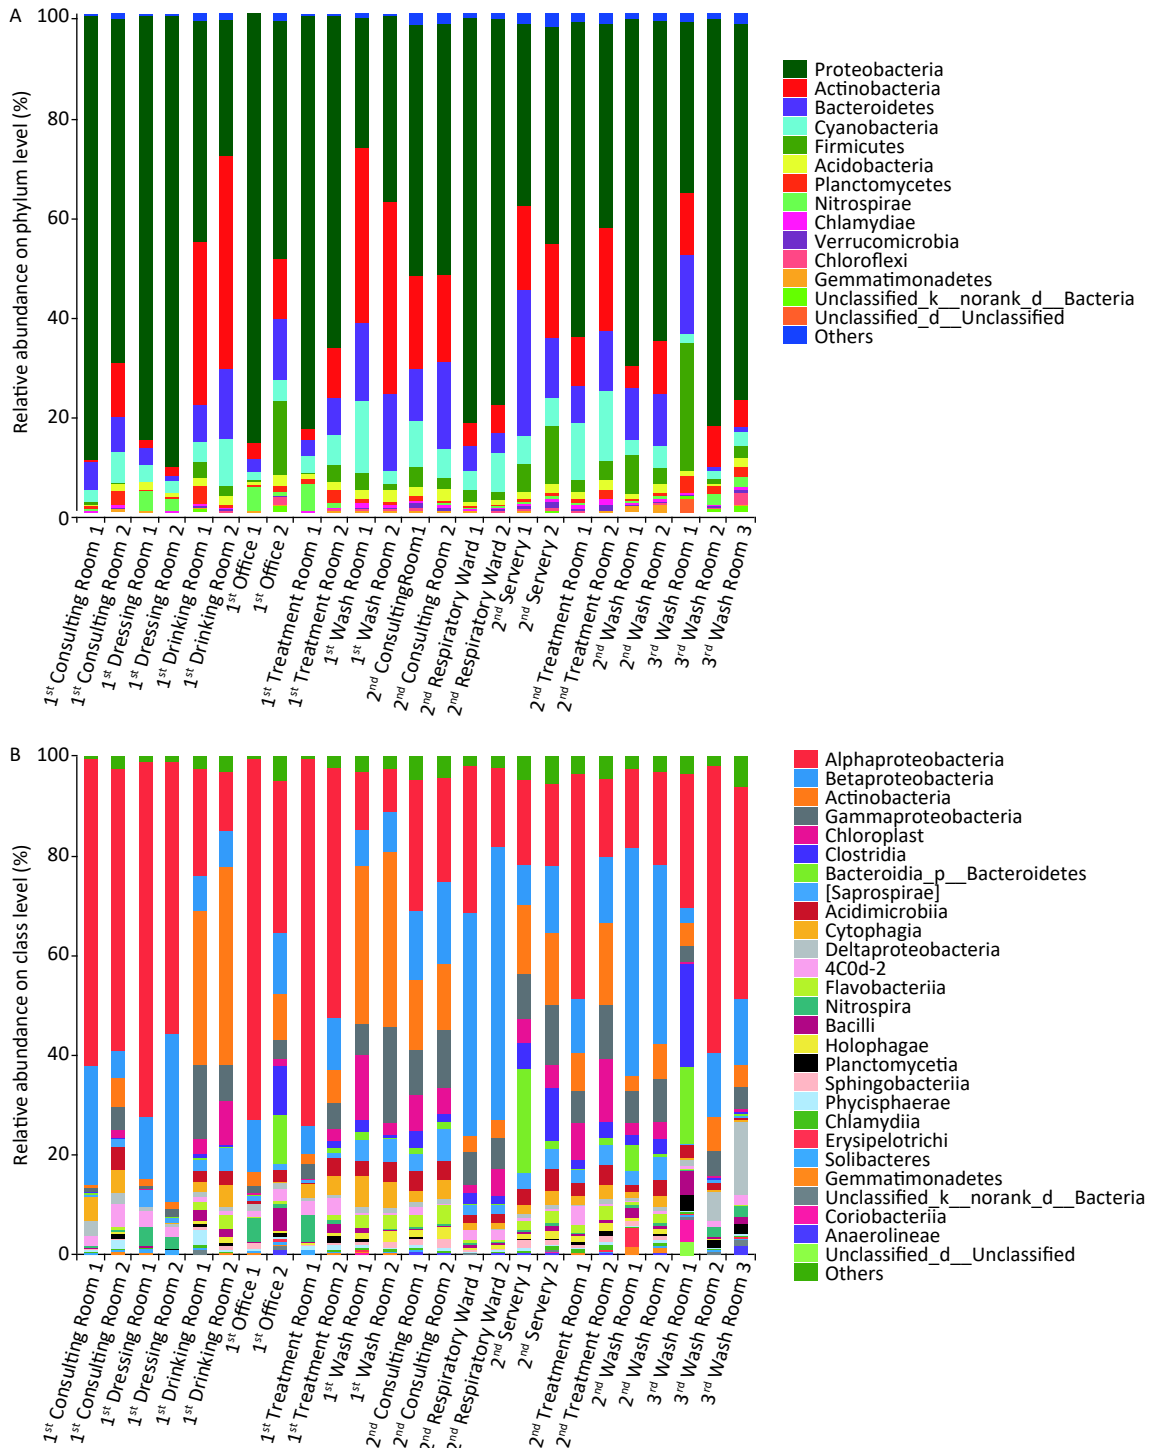 A
Relative abundance on phylum level (%)
100
80
60
40
20
0
Proteobacteria
Actinobacteria
Bacteroidetes
Cyanobacteria
Firmicutes
Acidobacteria
Planctomycetes
Nitrospirae
Chlamydiae
Verrucomicrobia
Chloroflexi
Gemmatimonadetes
Unclassified_k__norank_d__Bacteria
Unclassified_d__Unclassified
Others
1st Consulting Room 1
1st Consulting Room 2
1st Dressing Room 1
1st Dressing Room 2
1st Drinking Room 1
1st Drinking Room 2
1st Office 1
1st Office 2
1st Treatment Room 1
1st Treatment Room 2
1st Wash Room 1
1st Wash Room 2
2nd ConsultingRoom1
2nd Consulting Room 2
2nd Respiratory Ward 1
2nd Respiratory Ward 2
2nd Servery 1
2nd Servery 2
2nd Treatment Room 1
2nd Treatment Room 2
2nd Wash Room 1
2nd Wash Room 2
3rd Wash Room 1
3rd Wash Room 2
3rd Wash Room 3
B
Relative abundance on class level (%)
100
80
60
40
20
0
Alphaproteobacteria
Betaproteobacteria
Actinobacteria
Gammaproteobacteria
Chloroplast
Clostridia
Bacteroidia_p__Bacteroidetes
[Saprospirae]
Acidimicrobiia
Cytophagia
Deltaproteobacteria
4C0d-2
Flavobacteriia
Nitrospira
Bacilli
Holophagae
Planctomycetia
Sphingobacteriia
Phycisphaerae
Chlamydiia
Erysipelotrichi
Solibacteres
Gemmatimonadetes
Unclassified_k__norank_d__Bacteria
Coriobacteriia
Anaerolineae
Unclassified_d__Unclassified
Others
1st Consulting Room 1
1st Consulting Room 2
1st Dressing Room 1
1st Dressing Room 2
1st Drinking Room 1
1st Drinking Room 2
1st Office 1
1st Office 2
1st Treatment Room 1
1st Treatment Room 2
1st Wash Room 1
1st Wash Room 2
2nd Consulting Room 1
2nd Consulting Room 2
2nd Respiratory Ward 1
2nd Respiratory Ward 2
2nd Servery 1
2nd Servery 2
2nd Treatment Room 1
2nd Treatment Room 2
2nd Wash Room 1
2nd Wash Room 2
3rd Wash Room 1
3rd Wash Room 2
3rd Wash Room 3